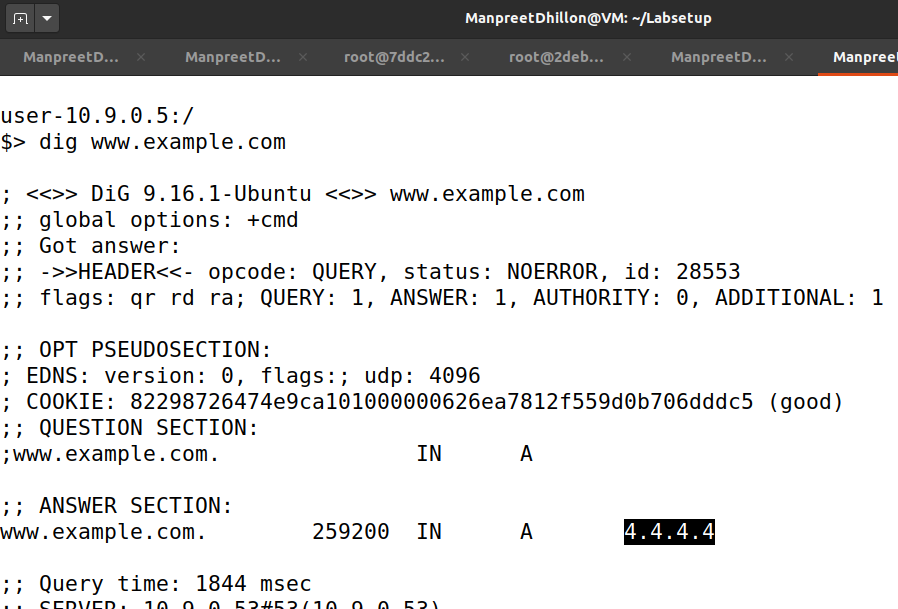 ManpreetDhillon@VM: ~/Labsetup
ManpreetD... × ManpreetD... × root@7ddc2... × root@2deb... × ManpreetD... × Manpreet
user-10.9.0.5:/
$> dig www.example.com
; <<>> DiG 9.16.1-Ubuntu <<>> www.example.com
;; global options: +cmd
;; Got answer:
;; ->>HEADER<<- opcode: QUERY, status: NOERROR, id: 28553
;; flags: qr rd ra; QUERY: 1, ANSWER: 1, AUTHORITY: 0, ADDITIONAL: 1
;; OPT PSEUDOSECTION:
; EDNS: version: 0, flags:; udp: 4096
; COOKIE: 82298726474e9ca101000000626ea7812f559d0b706dddc5 (good)
;; QUESTION SECTION:
;www.example.com. IN A
;; ANSWER SECTION:
www.example.com. 259200 IN A 4.4.4.4
;; Query time: 1844 msec
;; SERVER: 10.9.0.53#53(10.9.0.53)